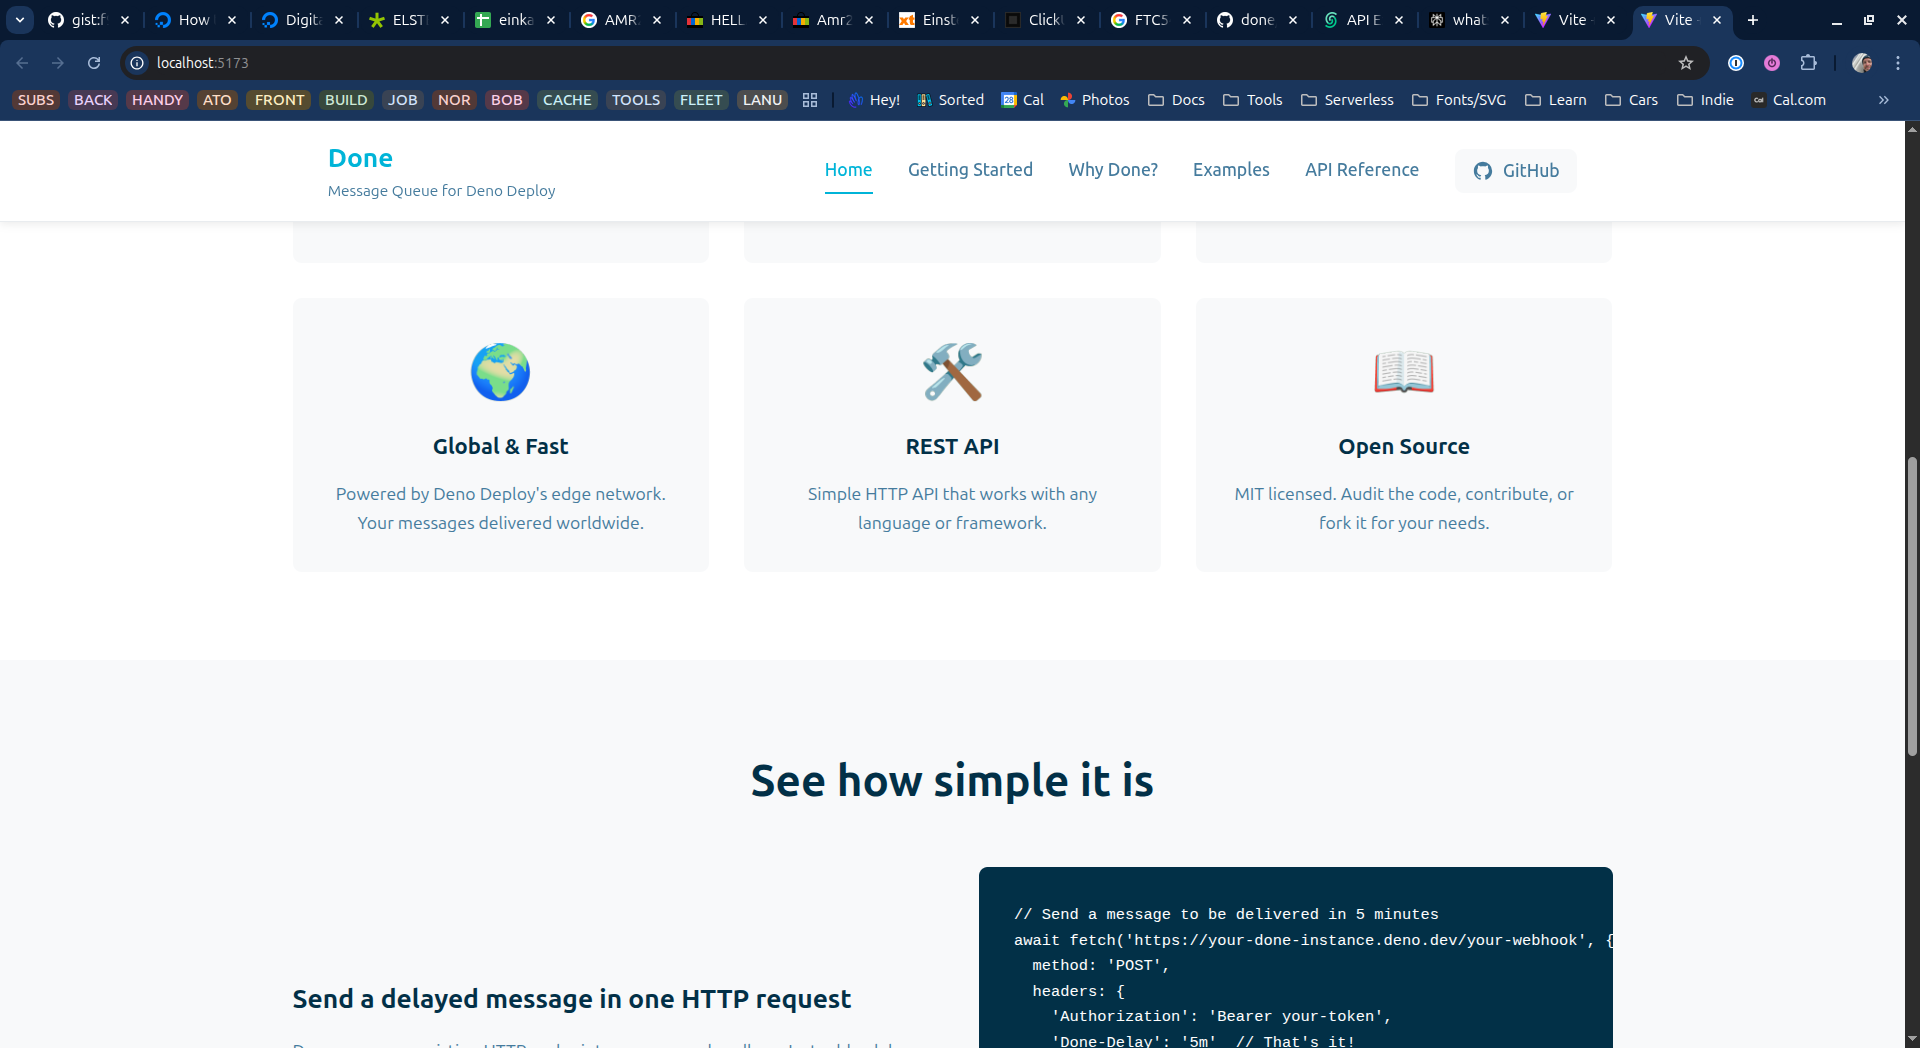 gist:f
How
Digit
ELST
einka
AMR
HELL
Amr2
Einst
Click
FTC5
done
API E
what
Vite -
Vite -
localhost:5173
SUBS BACK HANDY ATO FRONT BUILD JOB NOR BOB CACHE TOOLS FLEET LANU Hey! Sorted Cal Photos Docs Tools Serverless Fonts/SVG Learn Cars Indie Cal.com
Done
Message Queue for Deno Deploy
Home Getting Started Why Done? Examples API Reference GitHub
Global & Fast
Powered by Deno Deploy's edge network.
Your messages delivered worldwide.
REST API
Simple HTTP API that works with any
language or framework.
Open Source
MIT licensed. Audit the code, contribute, or
fork it for your needs.
See how simple it is
Send a delayed message in one HTTP request
// Send a message to be delivered in 5 minutes
await fetch('https://your-done-instance.deno.dev/your-webhook', {
method: 'POST',
headers: {
'Authorization': 'Bearer your-token',
'Done-Delay': '5m' // That's it!